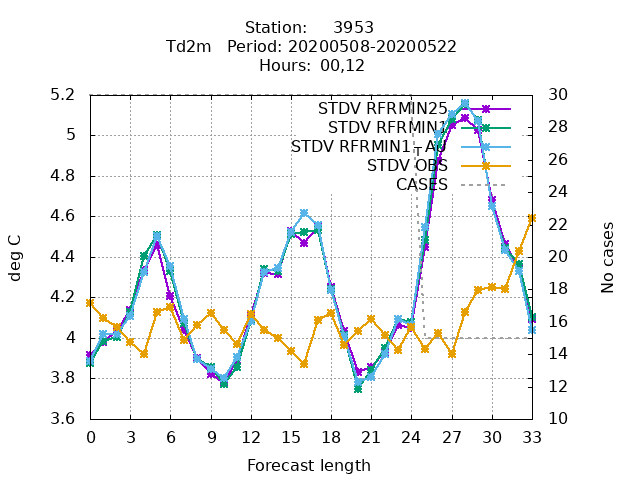 Station:     3953
Td2m   Period: 20200508-20200522
Hours: 00,12
5.2
5
4.8
4.6
4.4
4.2
4
3.8
3.6
deg C
STDV RFRMIN25
STDV RFRMIN1
STDV OBS
CASES
30
28
26
24
22
20
18
16
14
12
10
No cases
0 3 6 9 12 15 18 21 24 27 30 33
Forecast length